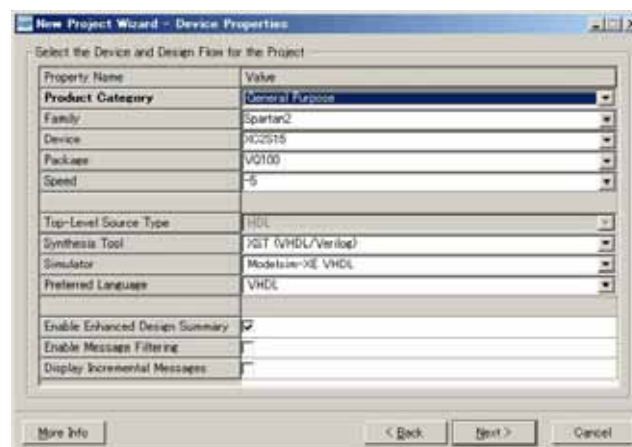 New Project Wizard - Device Properties
Select the Device and Design Flow for the Project
Property Name Value
Product Category General Purpose
Family Spartan2
Device XC2S15
Package VQ100
Speed -5
Top-Level Source Type HDL
Synthesis Tool XST (VHDL/Verilog)
Simulator Modelsim-XE VHDL
Preferred Language VHDL
Enable Enhanced Design Summary
Enable Message Filtering
Display Incremental Messages
More Info < Back Next > Cancel